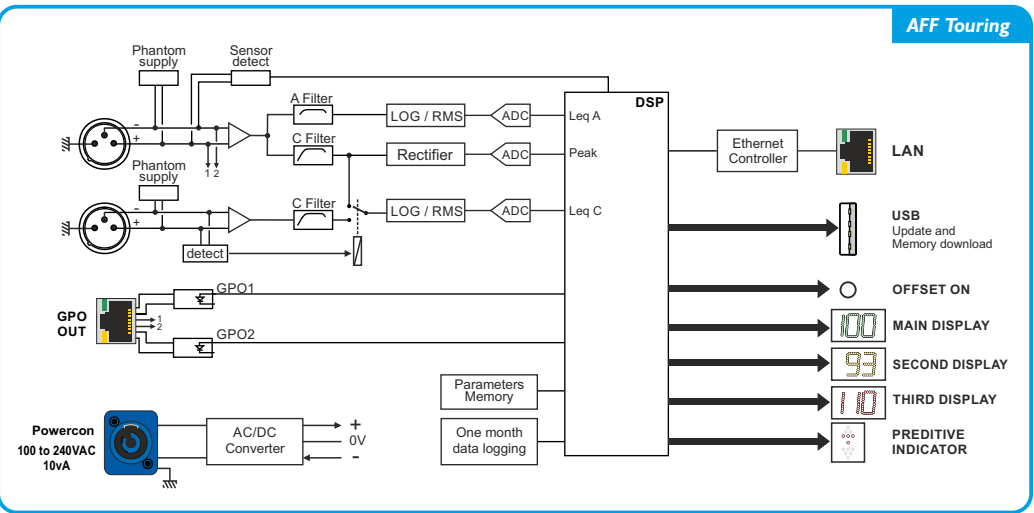 AFF Touring
Phantom
supply
Sensor
detect
A Filter
LOG / RMS
ADC
Leq A
DSP
-
+
1 2
C Filter
Rectifier
ADC
Peak
Ethernet
Controller
LAN
Phantom
supply
-
+
C Filter
LOG / RMS
ADC
Leq C
detect
USB
Update and
Memory download
GPO1
OFFSET ON
GPO
OUT
1
2
GPO2
100
MAIN DISPLAY
93
SECOND DISPLAY
Parameters
Memory
110
THIRD DISPLAY
Powercon
100 to 240VAC
10vA
AC/DC
Converter
+
0V
-
One month
data logging
PREDITIVE
INDICATOR